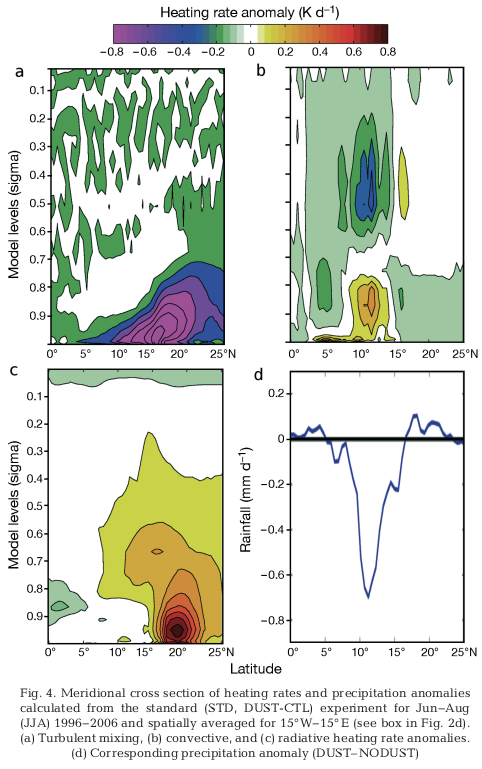 Heating rate anomaly (K d⁻¹)
−0.8 −0.6 −0.4 −0.2 0 0.2 0.4 0.6 0.8
a
b
Model levels (sigma)
0.1
0.2
0.3
0.4
0.5
0.6
0.7
0.8
0.9
0° 5° 10° 15° 20° 25°N
0° 5° 10° 15° 20° 25°N
c
d
Model levels (sigma)
0.1
0.2
0.3
0.4
0.5
0.6
0.7
0.8
0.9
0° 5° 10° 15° 20° 25°N
Rainfall (mm d⁻¹)
0.2
0
−0.2
−0.4
−0.6
−0.8
0° 5° 10° 15° 20° 25°N
Latitude
Fig. 4. Meridional cross section of heating rates and precipitation anomalies
calculated from the standard (STD, DUST-CTL) experiment for Jun–Aug
(JJA) 1996–2006 and spatially averaged for 15°W–15°E (see box in Fig. 2d).
(a) Turbulent mixing, (b) convective, and (c) radiative heating rate anomalies.
(d) Corresponding precipitation anomaly (DUST–NODUST)